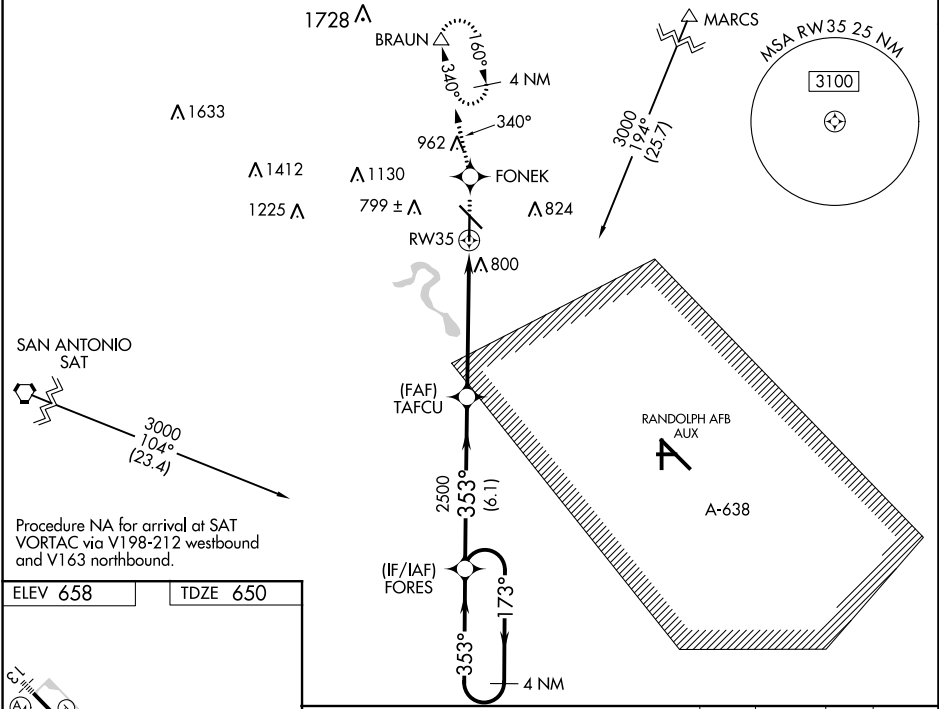 1728
BRAUN
160°
340°
4 NM
MARCS
MSA RW35 25 NM
3100
1633
962
340°
3000
194°
(25.7)
1412
1130
FONEK
1225
799 ±
824
RW35
800
SAN ANTONIO
SAT
(FAF)
TAFCU
3000
104°
(23.4)
RANDOLPH AFB
AUX
2500
353°
(6.1)
A-638
Procedure NA for arrival at SAT
VORTAC via V198-212 westbound
and V163 northbound.
(IF/IAF)
FORES
173°
353°
4 NM
ELEV 658
TDZE 650
13